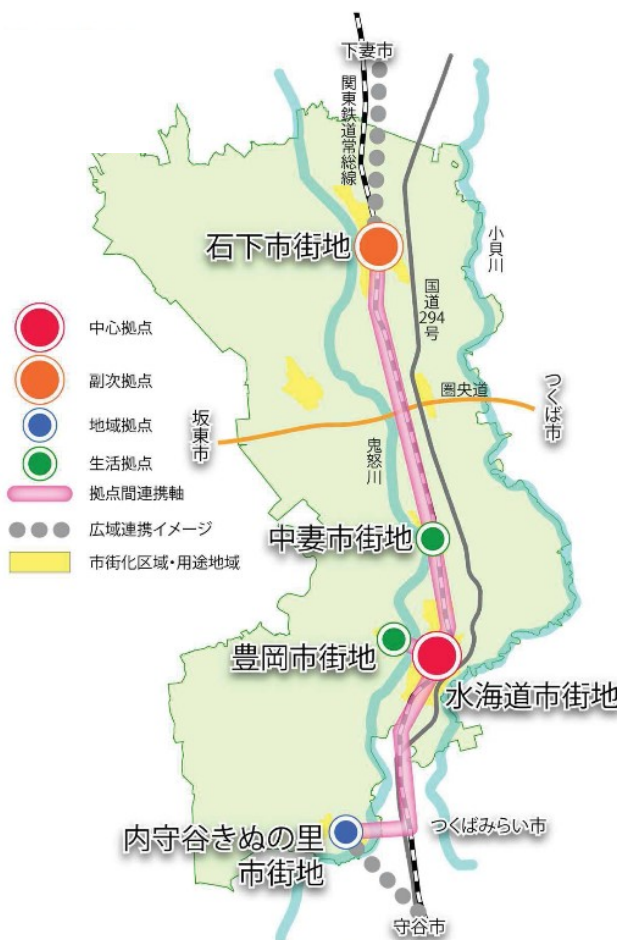 下妻市
関東鉄道常総線
石下市街地
小貝川
国道
294号
中心拠点
副次拠点
地域拠点
生活拠点
拠点間連携軸
広域連携イメージ
市街化区域・用途地域
圏央道
つくば市
坂東市
鬼怒川
中妻市街地
豊岡市街地
水海道市街地
内守谷きぬの里
市街地
つくばみらい市
守谷市